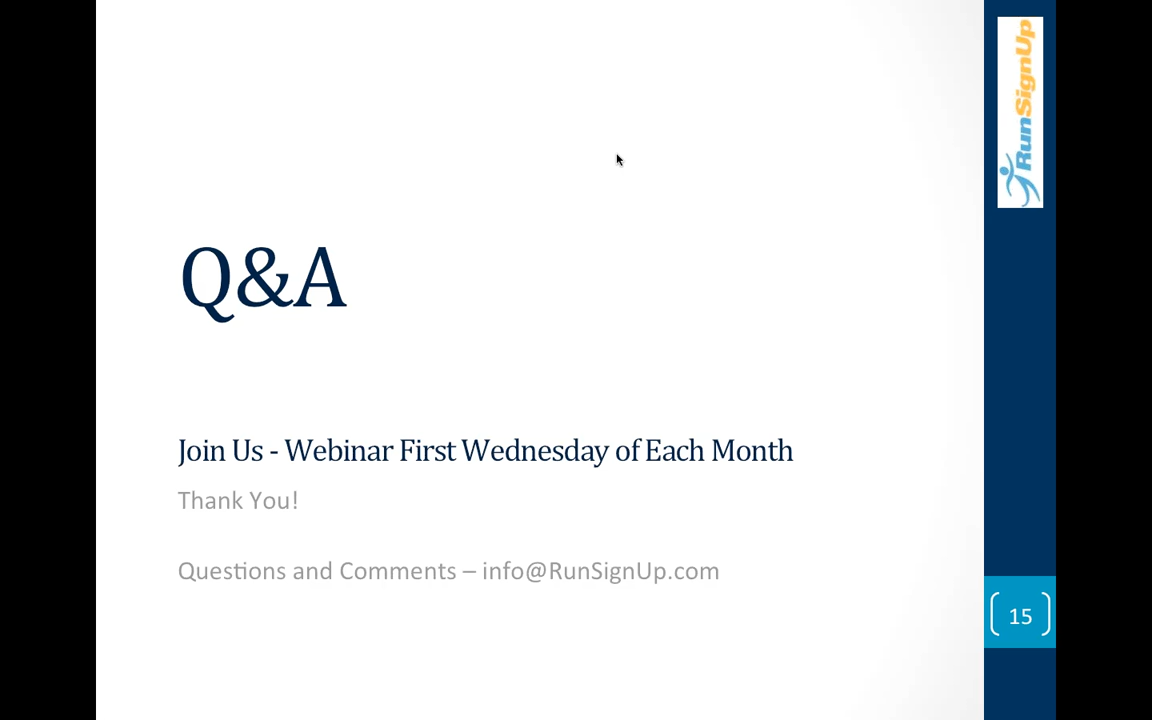 RunSignUp
Q&A
Join Us - Webinar First Wednesday of Each Month
Thank You!
Questions and Comments – info@RunSignUp.com
15